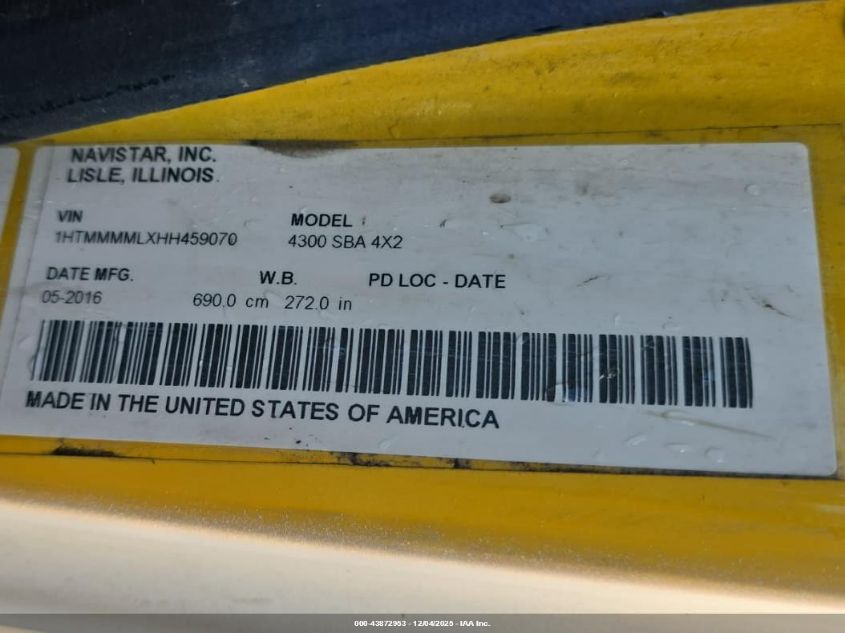 NAVISTAR, INC.
LISLE, ILLINOIS.
VIN MODEL
1HTMMMMLXHH459070 4300 SBA 4X2
DATE MFG. W.B. PD LOC - DATE
05-2016 690.0 cm 272.0 in
MADE IN THE UNITED STATES OF AMERICA
000-43872953 - 12/04/2025 - IAA Inc.